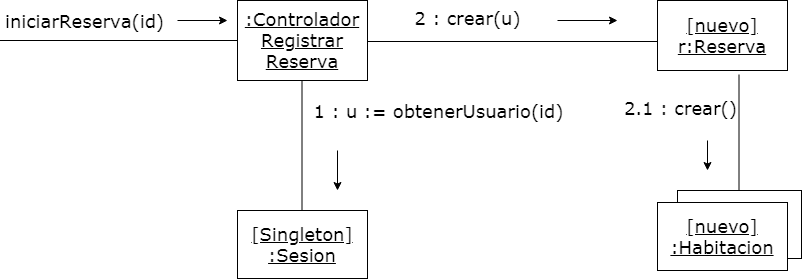 iniciarReserva(id)
:Controlador
Registrar
Reserva
2 : crear(u)
[nuevo]
r:Reserva
1 : u := obtenerUsuario(id)
2.1 : crear()
[Singleton]
:Sesion
[nuevo]
:Habitacion